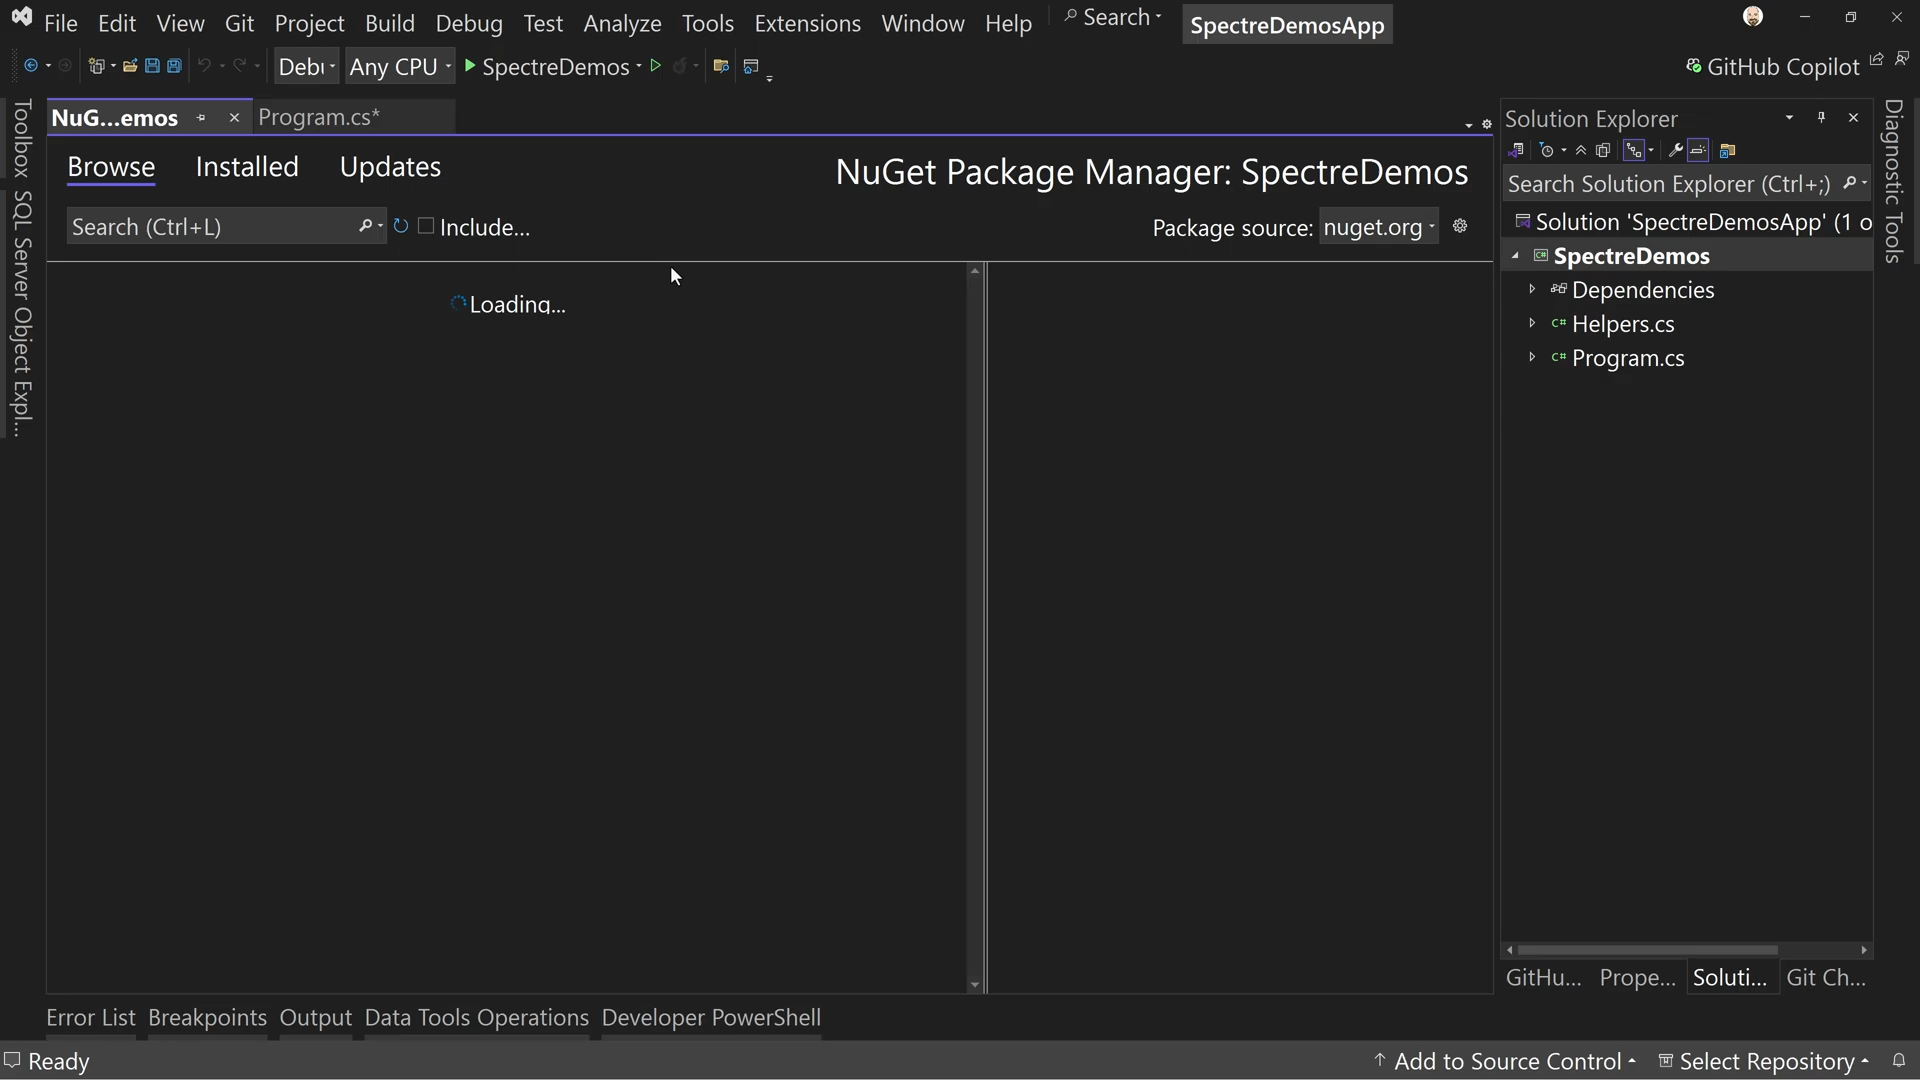 File Edit View Git Project Build Debug Test Analyze Tools Extensions Window Help Search SpectreDemosApp
Debu Any CPU SpectreDemos GitHub Copilot
Toolbox
SQL Server Object Expl...
NuG...emos Program.cs*
Browse Installed Updates NuGet Package Manager: SpectreDemos
Search (Ctrl+L) Include... Package source: nuget.org
Loading...
Solution Explorer
Search Solution Explorer (Ctrl+;)
Solution 'SpectreDemosApp' (1 o
SpectreDemos
Dependencies
C# Helpers.cs
C# Program.cs
GitHu... Prope... Soluti... Git Ch...
Diagnostic Tools
Error List Breakpoints Output Data Tools Operations Developer PowerShell
Ready Add to Source Control Select Repository